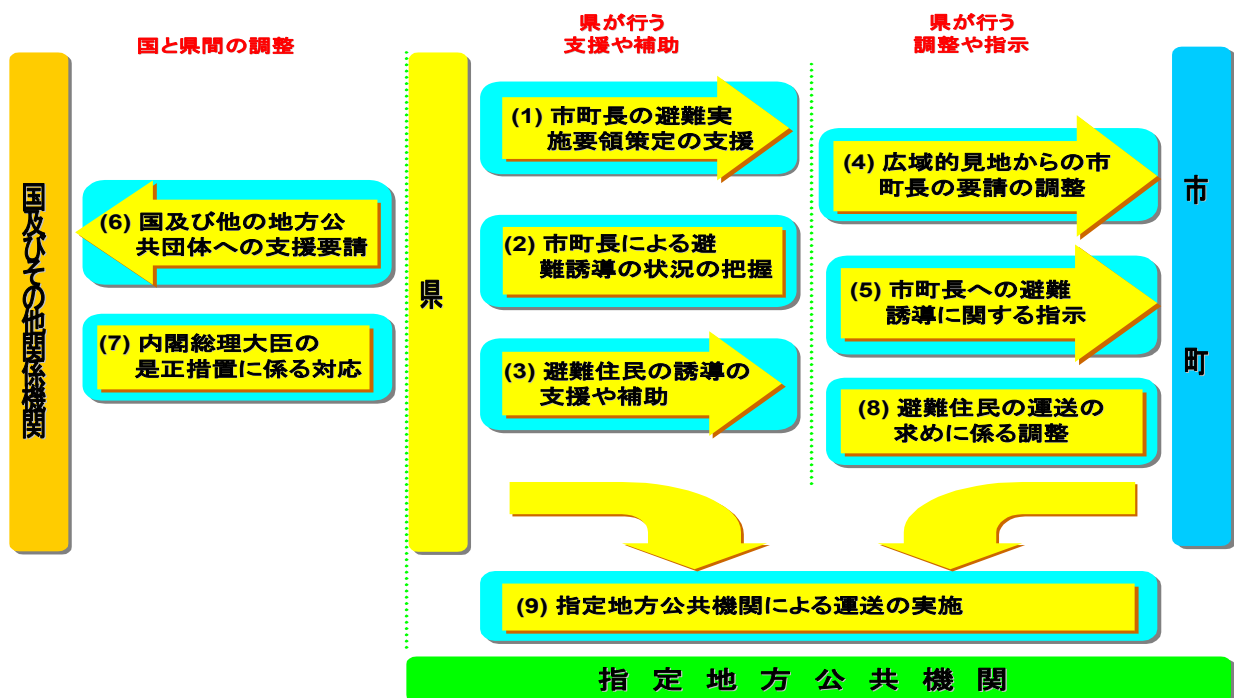 国と県間の調整
県が行う
支援や補助
県が行う
調整や指示
国及びその他関係機関
県
市町
(1) 市町長の避難実
施要領策定の支援
(2) 市町長による避
難誘導の状況の把握
(3) 避難住民の誘導の
支援や補助
(4) 広域的見地からの市
町長の要請の調整
(5) 市町長への避難
誘導に関する指示
(6) 国及び他の地方公
共団体への支援要請
(7) 内閣総理大臣の
是正措置に係る対応
(8) 避難住民の運送の
求めに係る調整
(9) 指定地方公共機関による運送の実施
指定地方公共機関